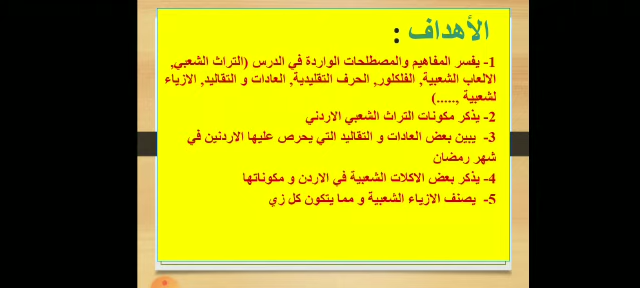 الأهداف :
1- يفسر المفاهيم والمصطلحات الواردة في الدرس (التراث الشعبي,
الالعاب الشعبية, الفلكلور, الحرف التقليدية, العادات و التقاليد, الازياء
لشعبية ,.....)
2- يذكر مكونات التراث الشعبي الاردني
3- يبين بعض العادات و التقاليد التي يحرص عليها الاردنين في
شهر رمضان
4- يذكر بعض الاكلات الشعبية في الاردن و مكوناتها
5- يصنف الازياء الشعبية و مما يتكون كل زي